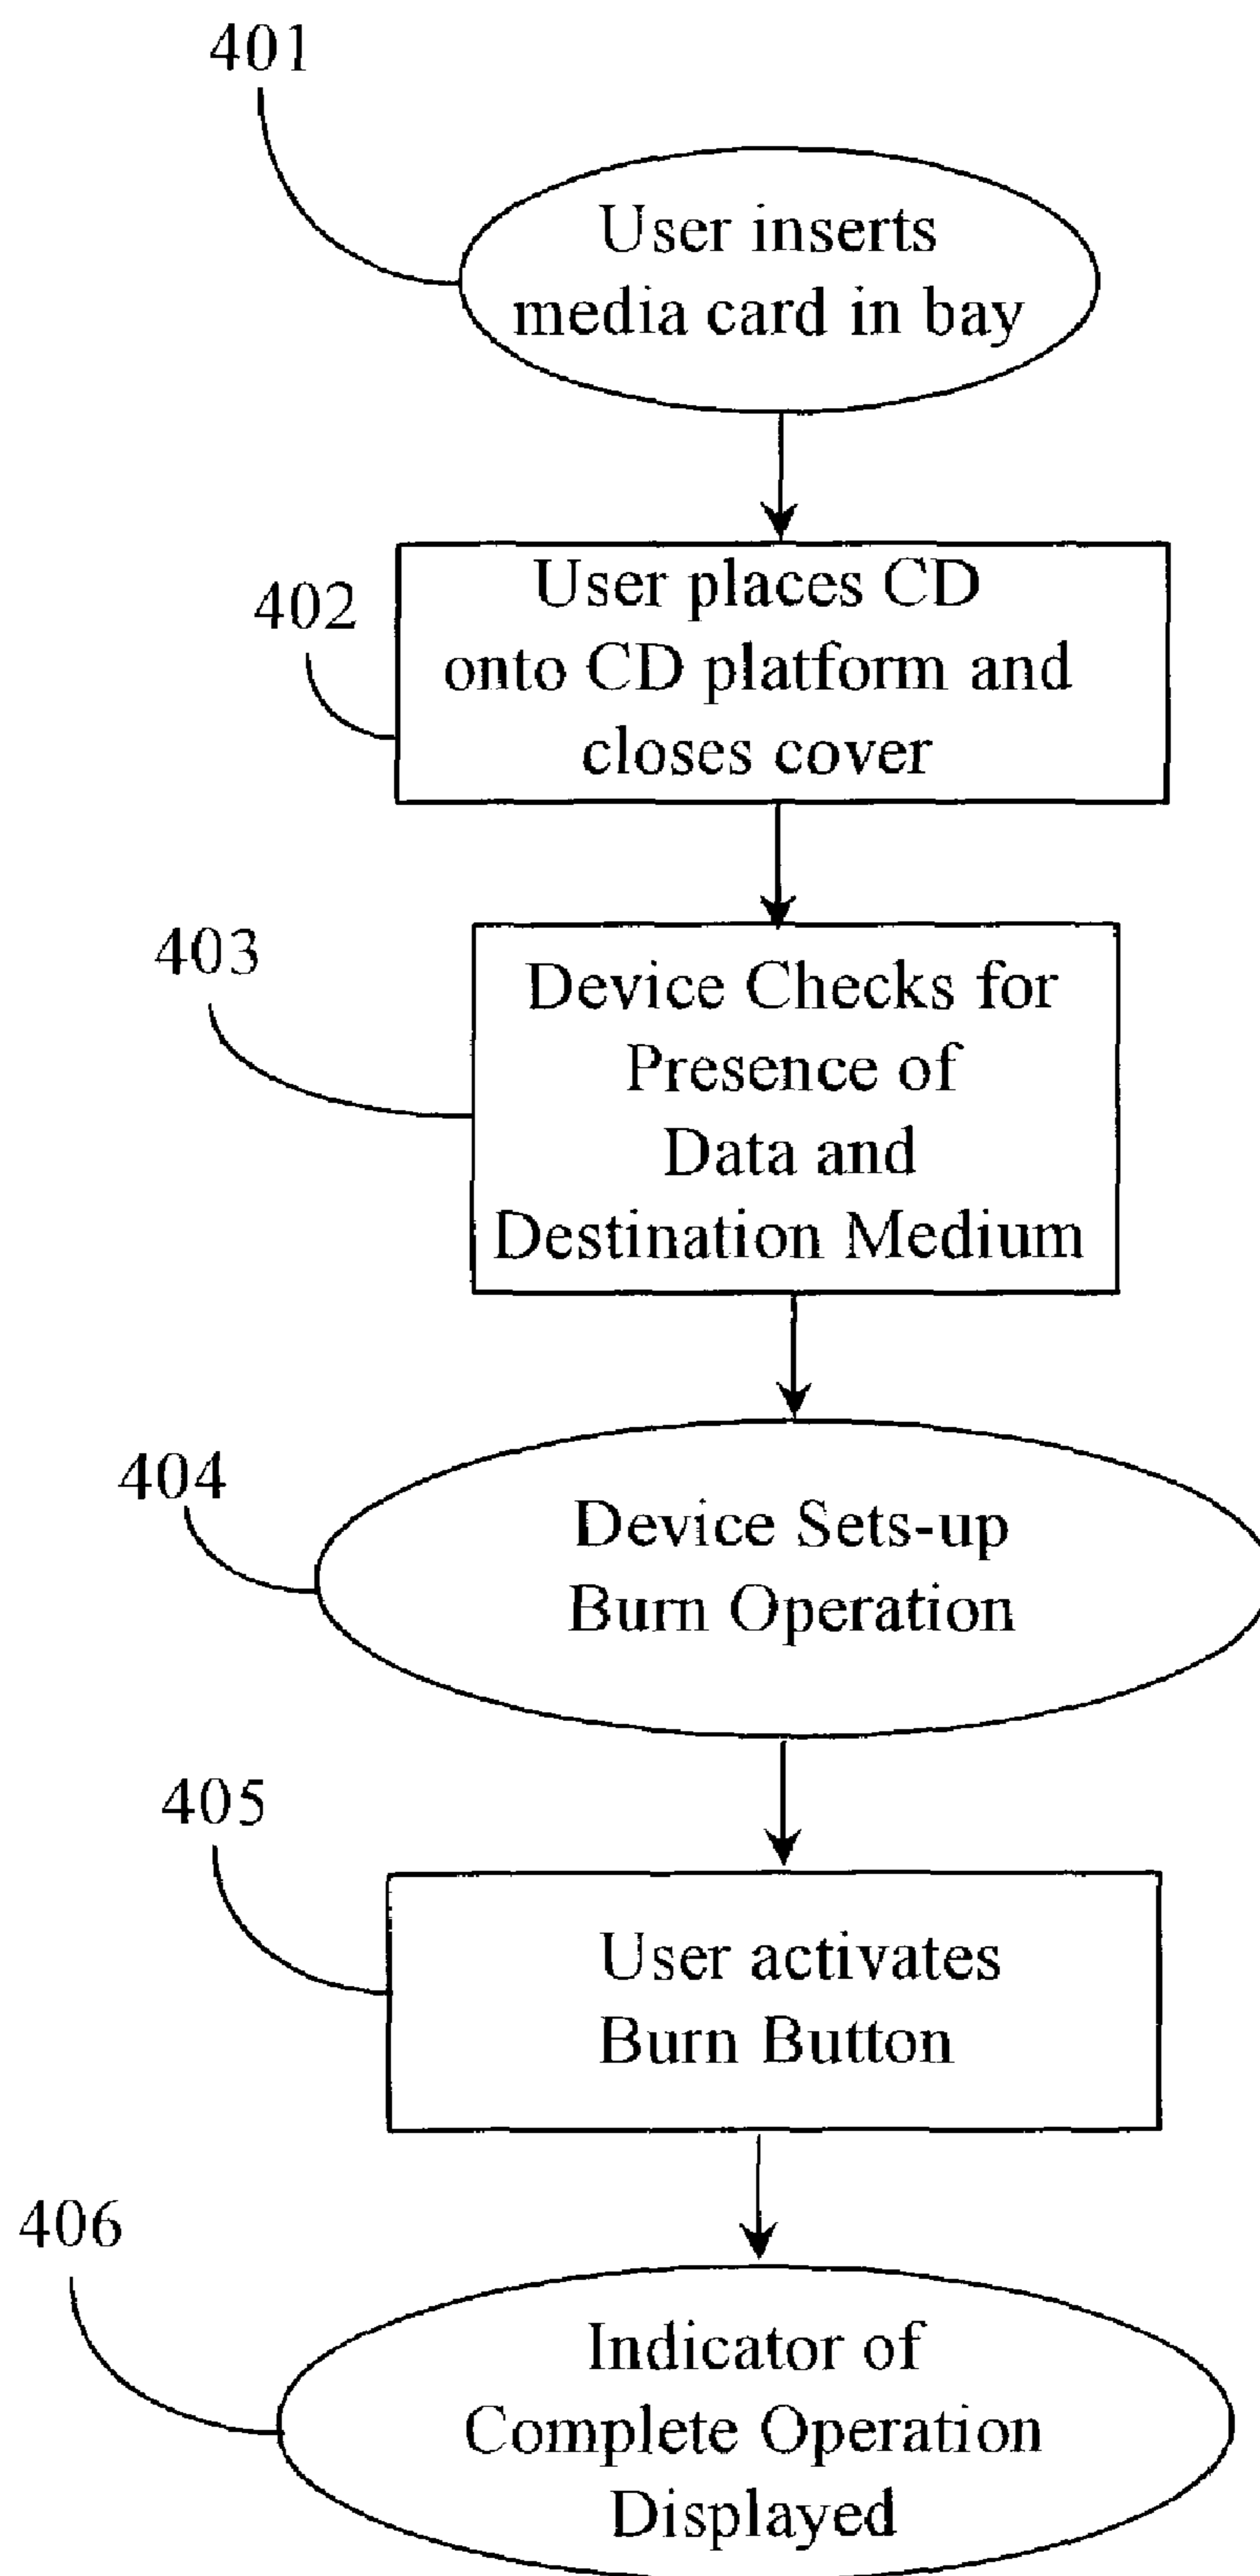 401
User inserts
media card in bay
402
User places CD
onto CD platform and
closes cover
403
Device Checks for
Presence of
Data and
Destination Medium
404
Device Sets-up
Burn Operation
405
User activates
Burn Button
406
Indicator of
Complete Operation
Displayed